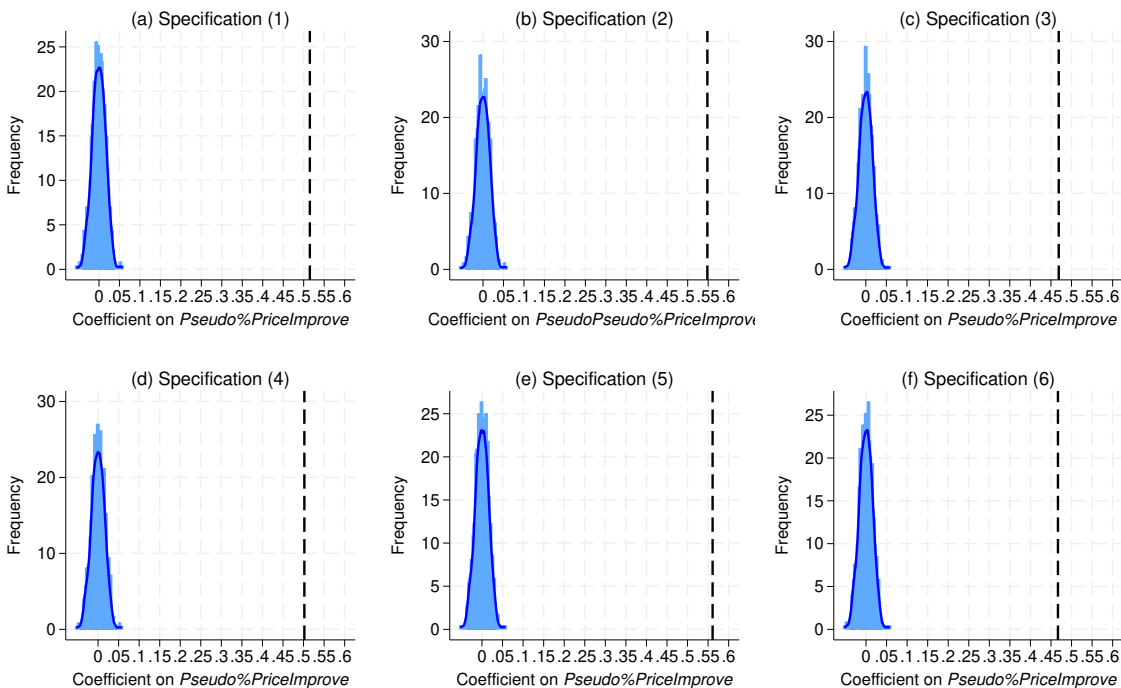 (a) Specification (1)
(b) Specification (2)
(c) Specification (3)
Frequency
25
20
15
10
5
0
0 .05 .1 .15 .2 .25 .3 .35 .4 .45 .5 .55 .6
Coefficient on Pseudo%PriceImprove
Frequency
30
20
10
0
0 .05 .1 .15 .2 .25 .3 .35 .4 .45 .5 .55 .6
Coefficient on PseudoPseudo%PriceImprove
Frequency
30
20
10
0
0 .05 .1 .15 .2 .25 .3 .35 .4 .45 .5 .55 .6
Coefficient on Pseudo%PriceImprove
(d) Specification (4)
(e) Specification (5)
(f) Specification (6)
Frequency
30
20
10
0
0 .05 .1 .15 .2 .25 .3 .35 .4 .45 .5 .55 .6
Coefficient on Pseudo%PriceImprove
Frequency
25
20
15
10
5
0
0 .05 .1 .15 .2 .25 .3 .35 .4 .45 .5 .55 .6
Coefficient on Pseudo%PriceImprove
Frequency
25
20
15
10
5
0
0 .05 .1 .15 .2 .25 .3 .35 .4 .45 .5 .55 .6
Coefficient on Pseudo%PriceImprove